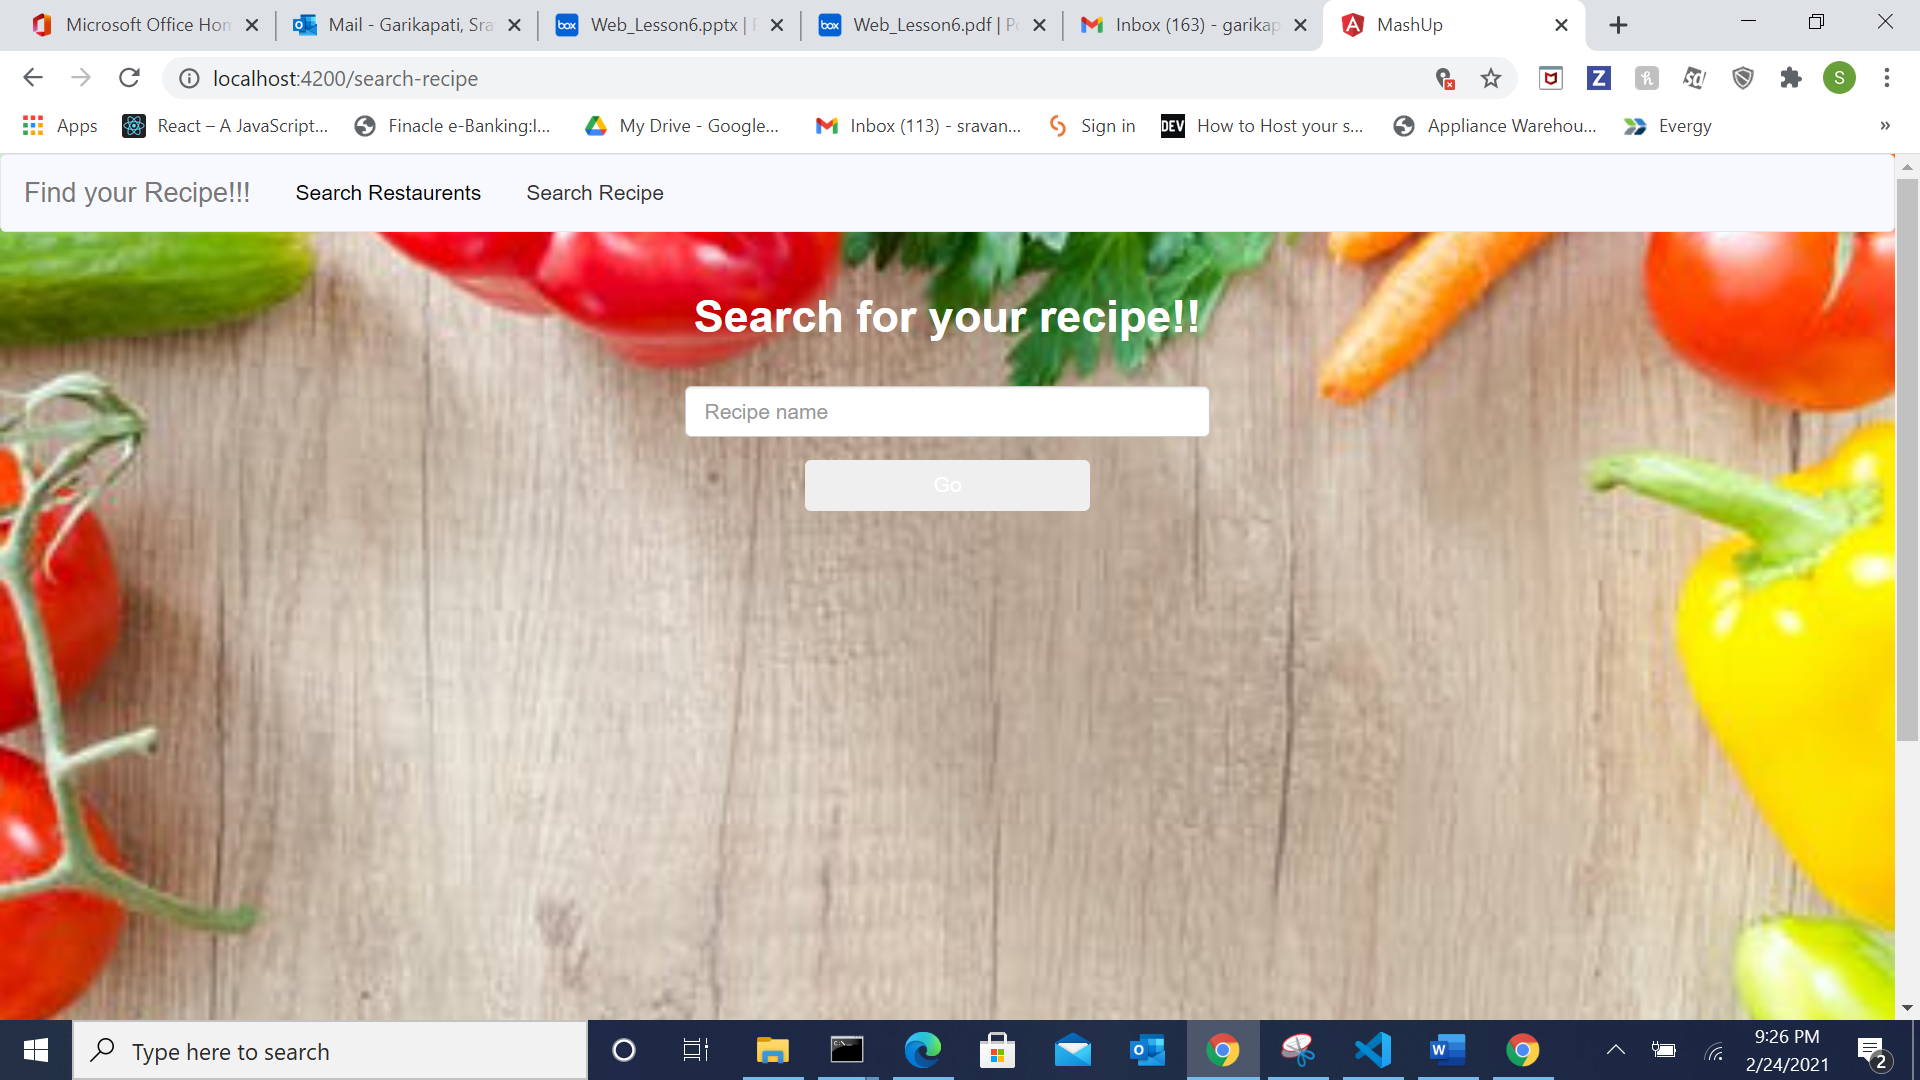 Microsoft Office Hon
Mail - Garikapati, Sra
Web_Lesson6.pptx |
Web_Lesson6.pdf | Po
Inbox (163) - garikap
MashUp
localhost:4200/search-recipe
S
Apps
React – A JavaScript...
Finacle e-Banking:I...
My Drive - Google...
Inbox (113) - sravan...
Sign in
DEV
How to Host your s...
Appliance Warehou...
Evergy
»
Find your Recipe!!!
Search Restaurents
Search Recipe
Search for your recipe!!
Recipe name
Go
Type here to search
9:26 PM
2/24/2021
2